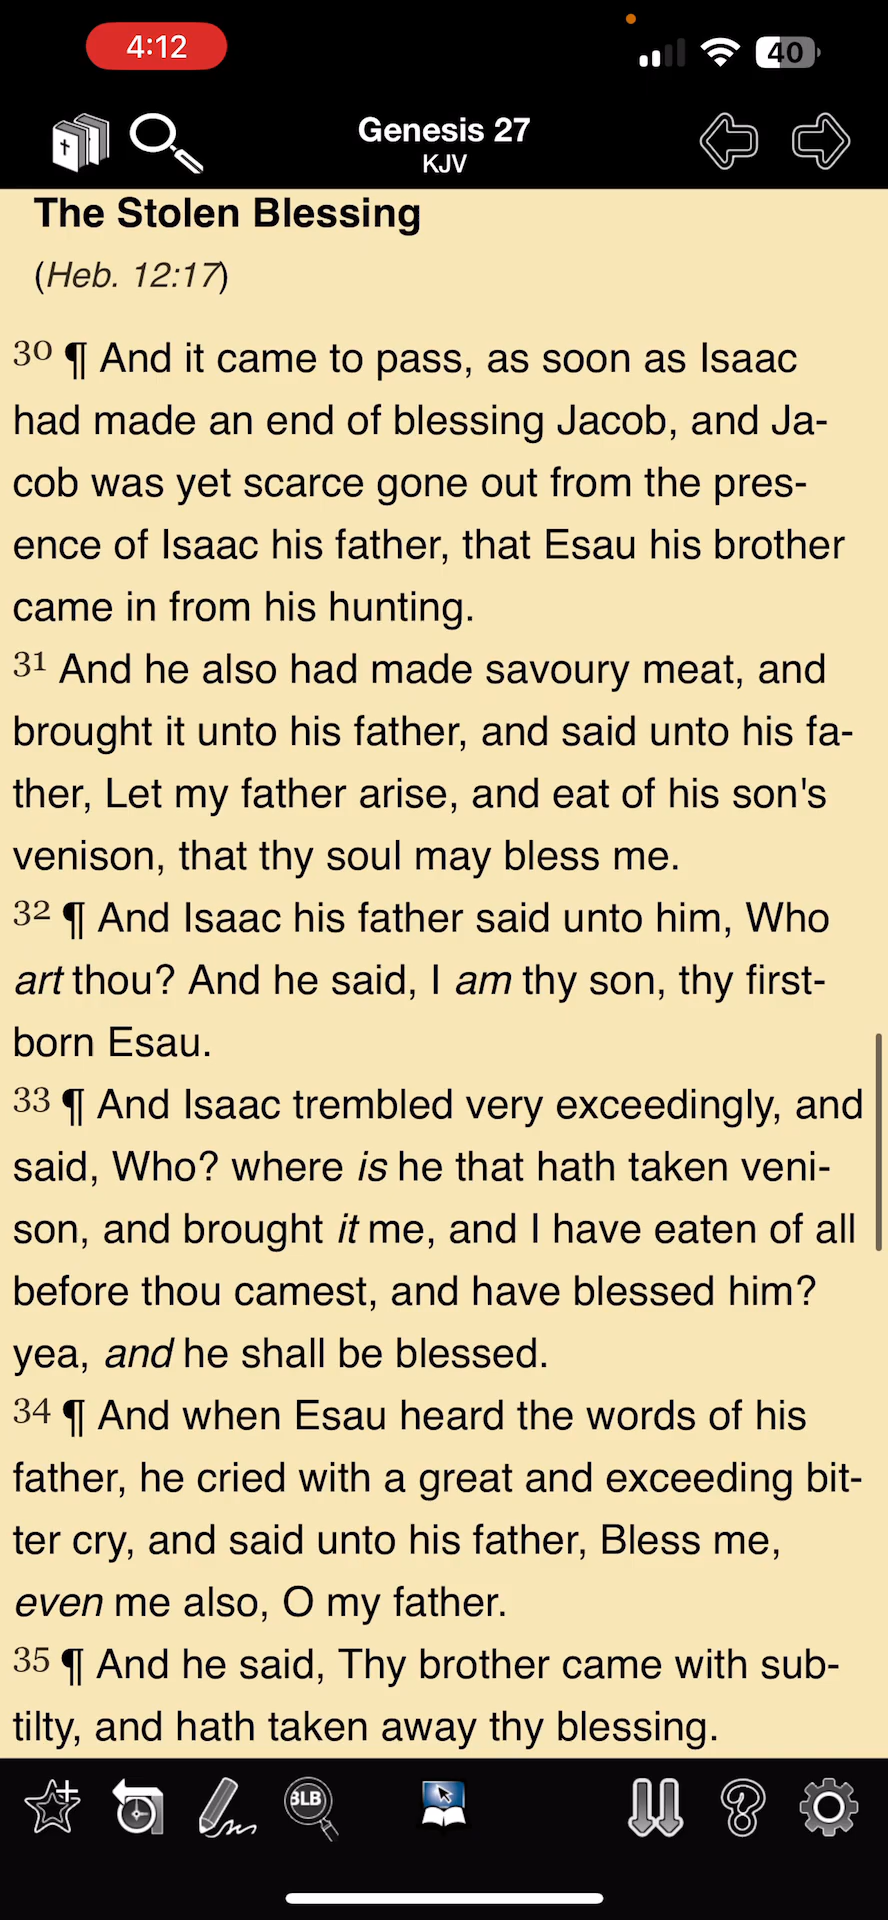 4:12
40
Genesis 27
KJV
The Stolen Blessing
(Heb. 12:17)
30 ¶ And it came to pass, as soon as Isaac
had made an end of blessing Jacob, and Ja-
cob was yet scarce gone out from the pres-
ence of Isaac his father, that Esau his brother
came in from his hunting.
31 And he also had made savoury meat, and
brought it unto his father, and said unto his fa-
ther, Let my father arise, and eat of his son's
venison, that thy soul may bless me.
32 ¶ And Isaac his father said unto him, Who
art thou? And he said, I am thy son, thy first-
born Esau.
33 ¶ And Isaac trembled very exceedingly, and
said, Who? where is he that hath taken veni-
son, and brought it me, and I have eaten of all
before thou camest, and have blessed him?
yea, and he shall be blessed.
34 ¶ And when Esau heard the words of his
father, he cried with a great and exceeding bit-
ter cry, and said unto his father, Bless me,
even me also, O my father.
35 ¶ And he said, Thy brother came with sub-
tilty, and hath taken away thy blessing.
BLB